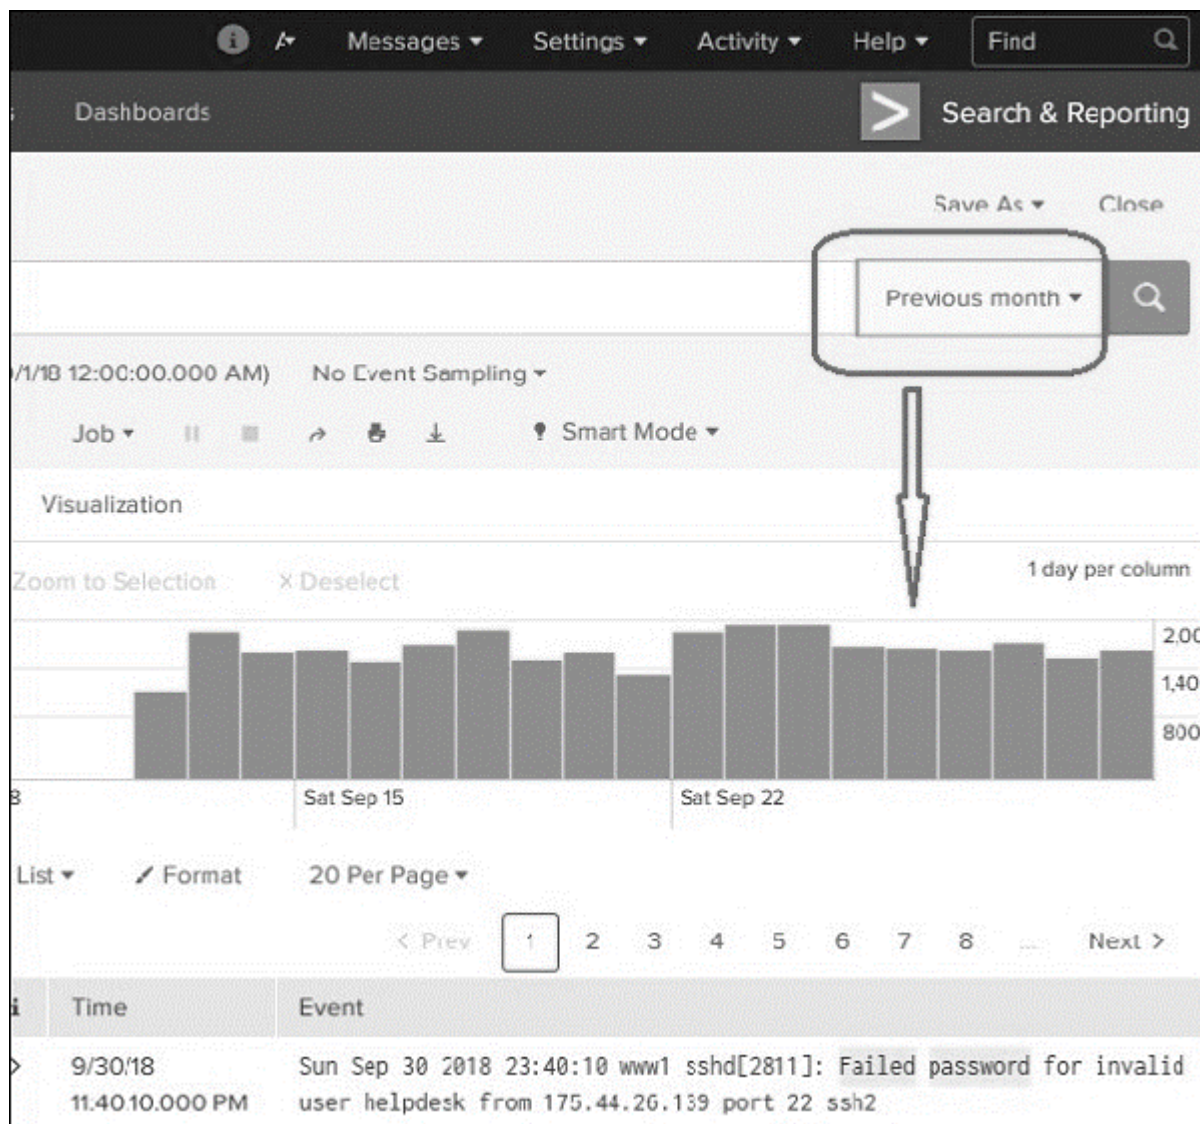 Messages Settings Activity Help Find
Dashboards Search & Reporting
Save As Close
Previous month
/1/18 12:00:00.000 AM) No Event Sampling
Job Smart Mode
Visualization
Zoom to Selection × Deselect 1 day per column
2,00
1,40
800
8 Sat Sep 15 Sat Sep 22
List Format 20 Per Page
< Prev 1 2 3 4 5 6 7 8 ... Next >
i Time Event
> 9/30/18 Sun Sep 30 2018 23:40:10 www1 sshd[2811]: Failed password for invalid
11:40:10.000 PM user helpdesk from port 22 ssh2